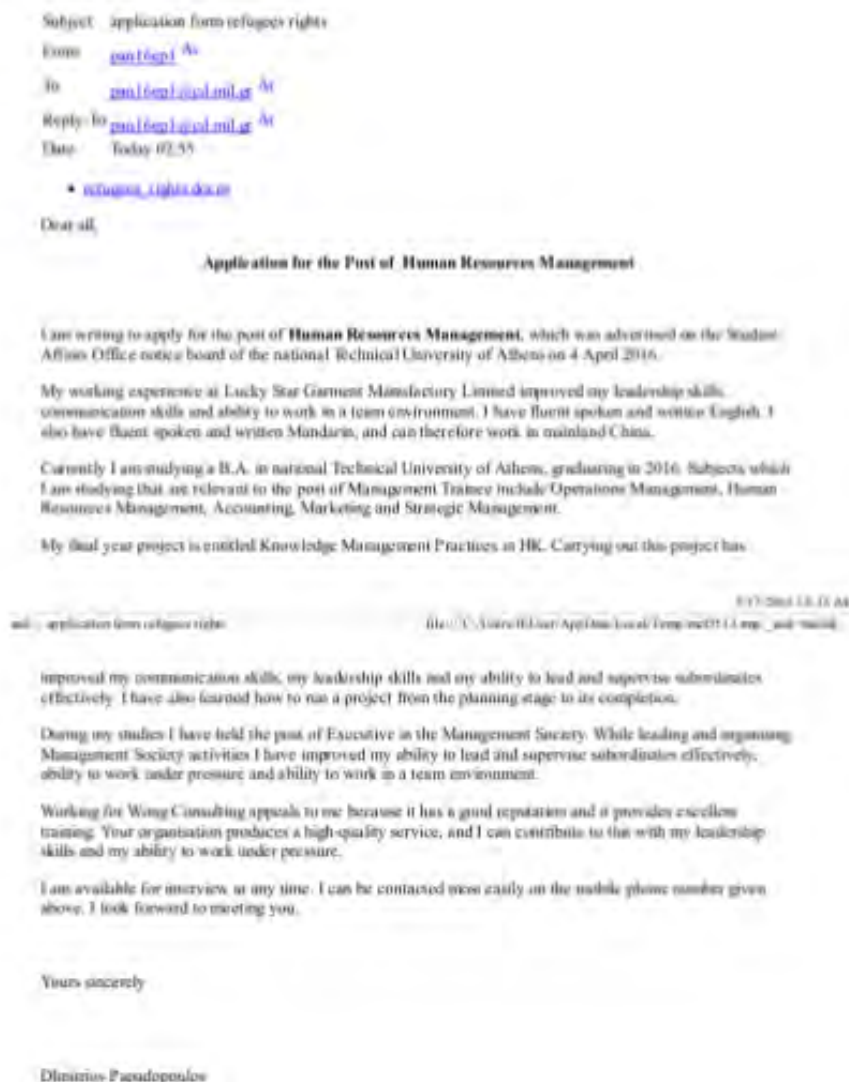 Subject application form refugees rights
From pan16ep1
To pan16ep1@cd.mil.gr
Reply-To pan16ep1@cd.mil.gr
Date Today 02:55
Dear all,
Application for the Post of Human Resources Management
I am writing to apply for the post of Human Resources Management, which was advertised on the Student
Affairs Office notice board of the national Technical University of Athens on 4 April 2016.
My working experience at Lucky Star Garment Manufactory Limited improved my leadership skills,
communication skills and ability to work in a team environment. I have fluent spoken and written English. I
also have fluent spoken and written Mandarin, and can therefore work in mainland China.
Currently I am studying a B.A. in national Technical University of Athens, graduating in 2016. Subjects which
I am studying that are relevant to the post of Management Trainee include Operations Management, Human
Resources Management, Accounting, Marketing and Strategic Management.
My final year project is entitled Knowledge Management Practices in HK. Carrying out this project has
application form refugees rights
improved my communication skills, my leadership skills and my ability to lead and supervise subordinates
effectively. I have also learned how to run a project from the planning stage to its completion.
During my studies I have held the post of Executive in the Management Society. While leading and organising
Management Society activities I have improved my ability to lead and supervise subordinates effectively,
ability to work under pressure and ability to work in a team environment.
Working for Wong Consulting appeals to me because it has a good reputation and it provides excellent
training. Your organisation produces a high-quality service, and I can contribute to this with my leadership
skills and my ability to work under pressure.
I am available for interview at any time. I can be contacted most easily on the mobile phone number given
above. I look forward to meeting you.
Yours sincerely